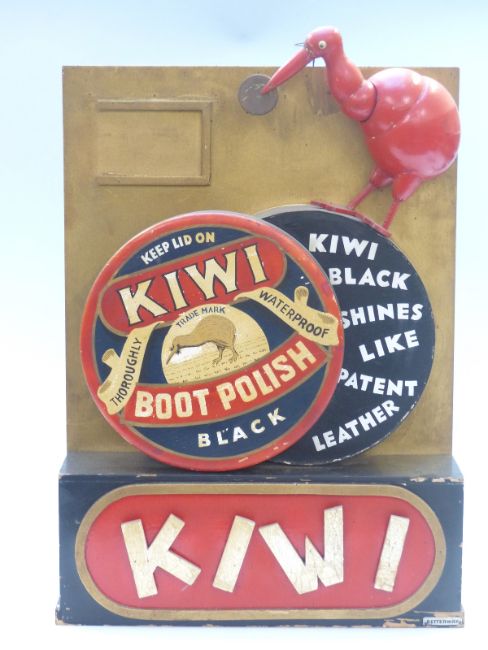 KEEP LID ON
KIWI
TRADE MARK
THOROUGHLY
WATERPROOF
BOOT POLISH
BLACK
KIWI
BLACK
SHINES
LIKE
PATENT
LEATHER
KIWI